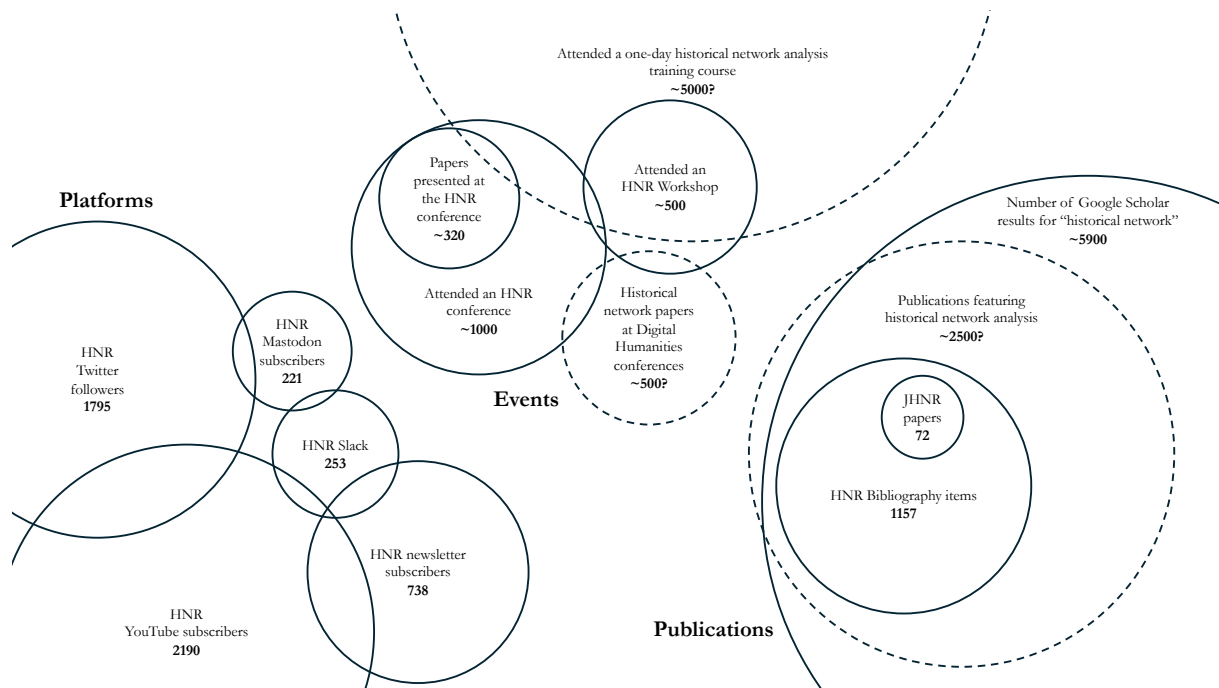 Platforms
HNR
Twitter
followers
1795
HNR
Mastodon
subscribers
221
HNR Slack
253
HNR newsletter
subscribers
738
HNR
YouTube subscribers
2190
Attended a one-day historical network analysis
training course
~5000?
Papers
presented at
the HNR
conference
~320
Attended an
HNR Workshop
~500
Attended an HNR
conference
~1000
Historical
network papers
at Digital
Humanities
conferences
~500?
Events
Number of Google Scholar
results for “historical network”
~5900
Publications featuring
historical network analysis
~2500?
JHNR
papers
72
HNR Bibliography items
1157
Publications